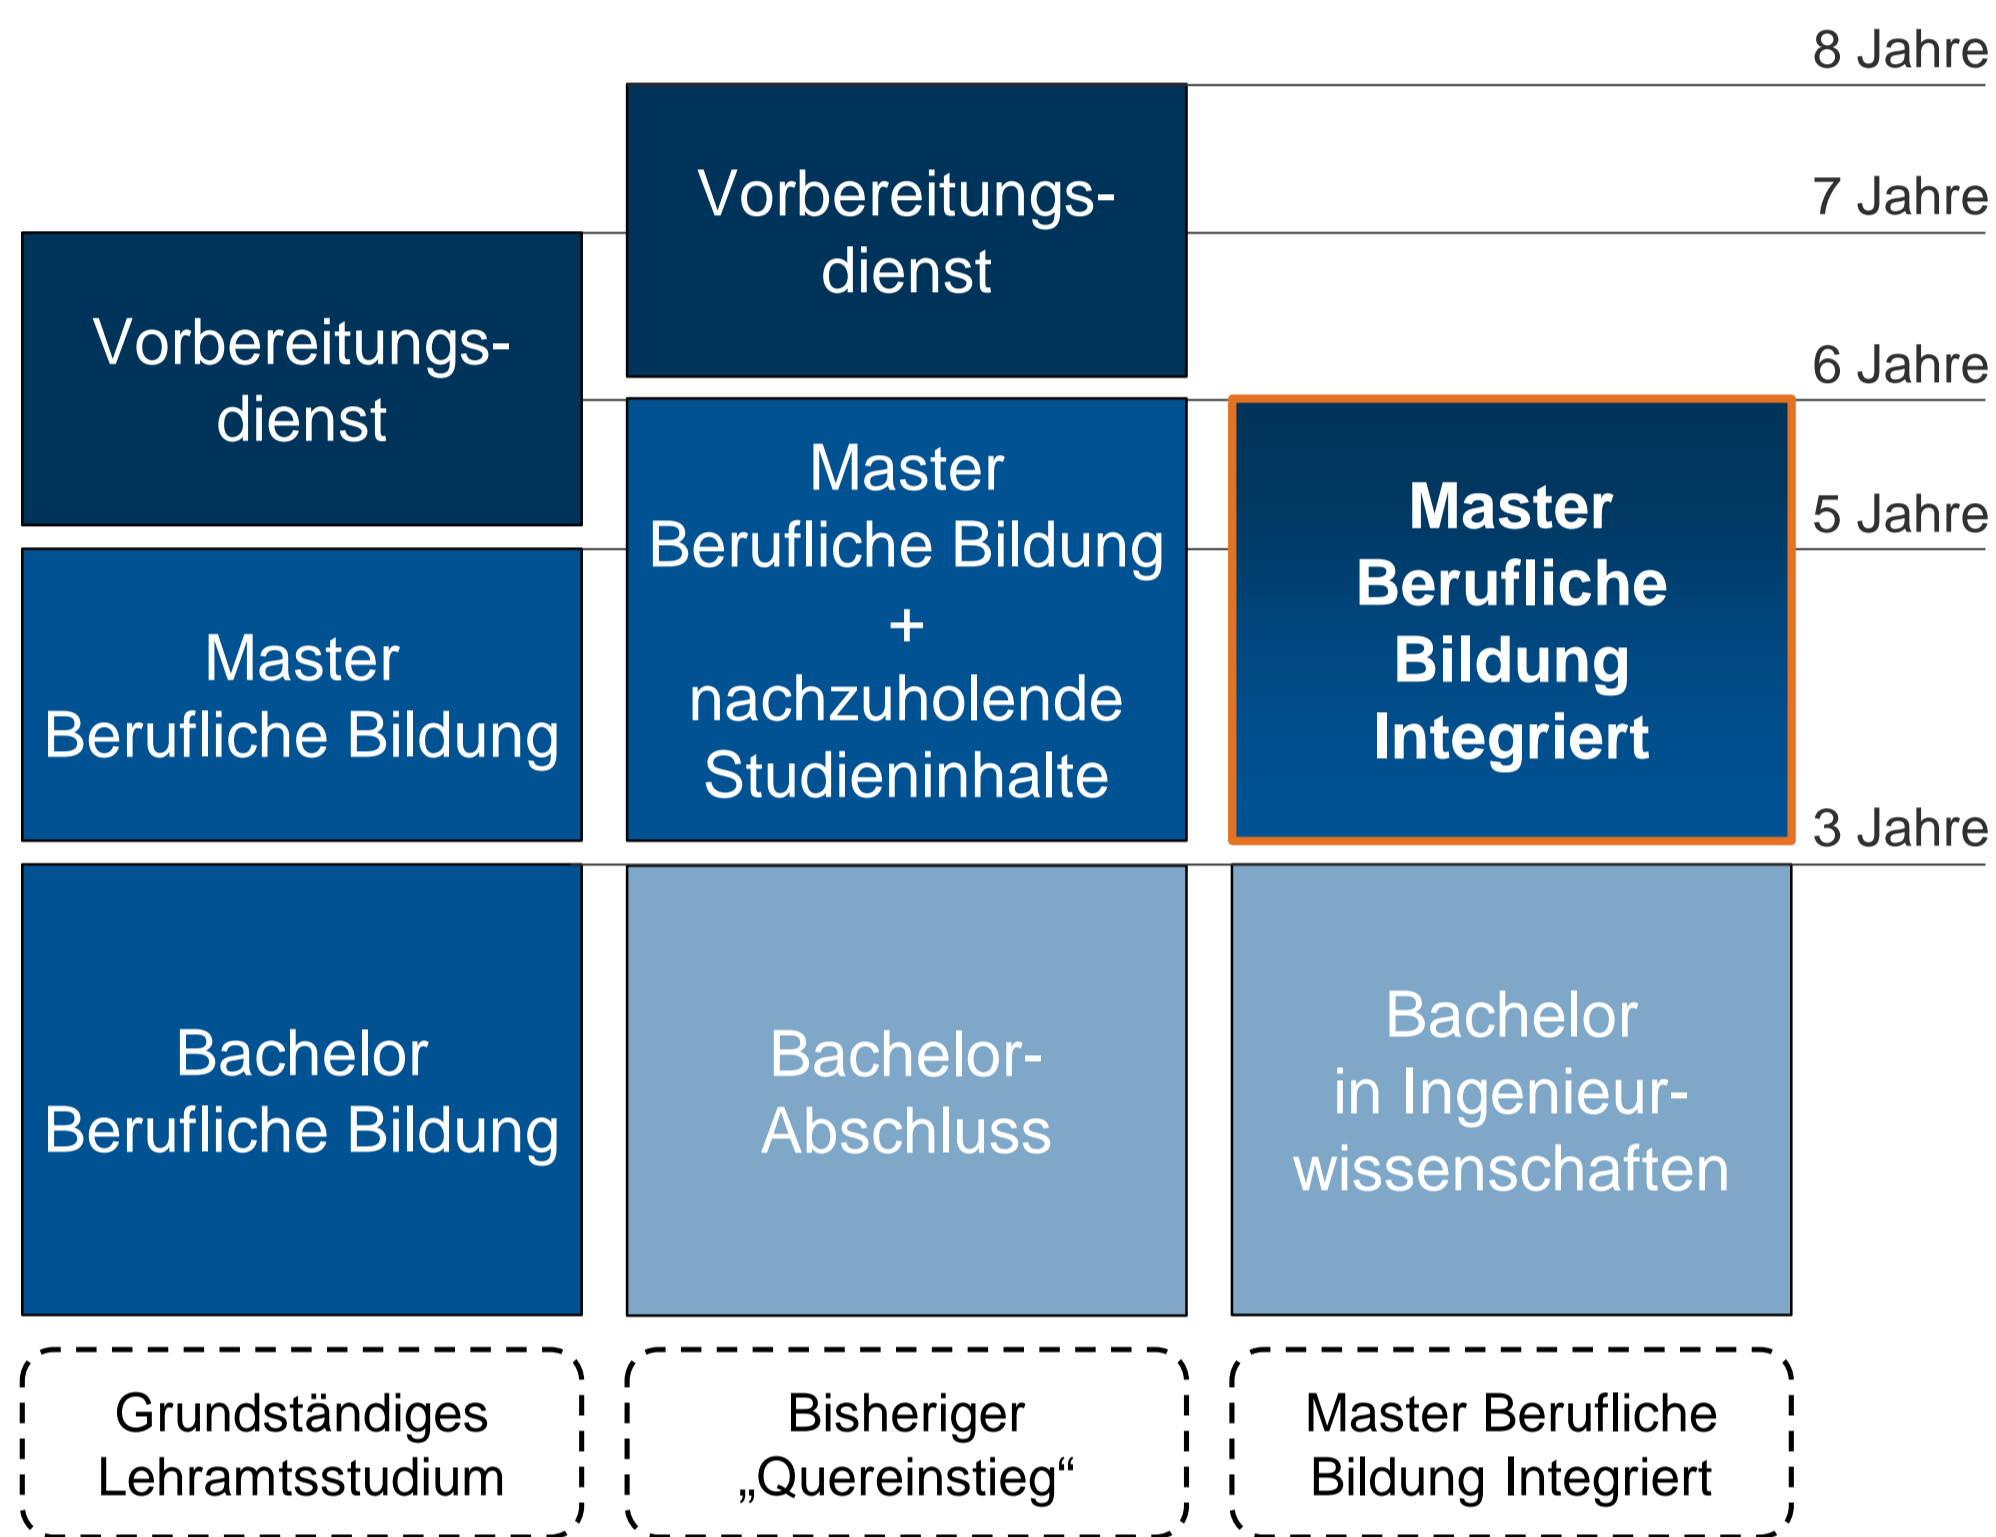 8 Jahre
7 Jahre
6 Jahre
5 Jahre
3 Jahre
Vorbereitungs-
dienst
Master
Berufliche Bildung
Bachelor
Berufliche Bildung
Grundständiges
Lehramtsstudium
Vorbereitungs-
dienst
Master
Berufliche Bildung
+
nachzuholende
Studieninhalte
Bachelor-
Abschluss
Bisheriger
„Quereinstieg“
Master
Berufliche
Bildung
Integriert
Bachelor
in Ingenieur-
wissenschaften
Master Berufliche
Bildung Integriert